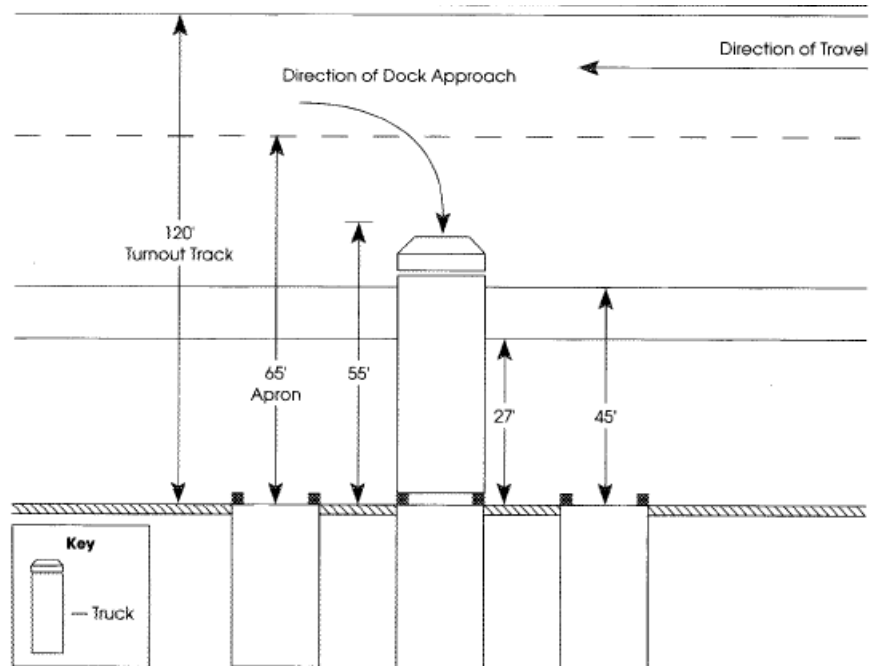 Direction of Travel
Direction of Dock Approach
120'
Turnout Track
65'
Apron
55'
27'
45'
Key
Truck